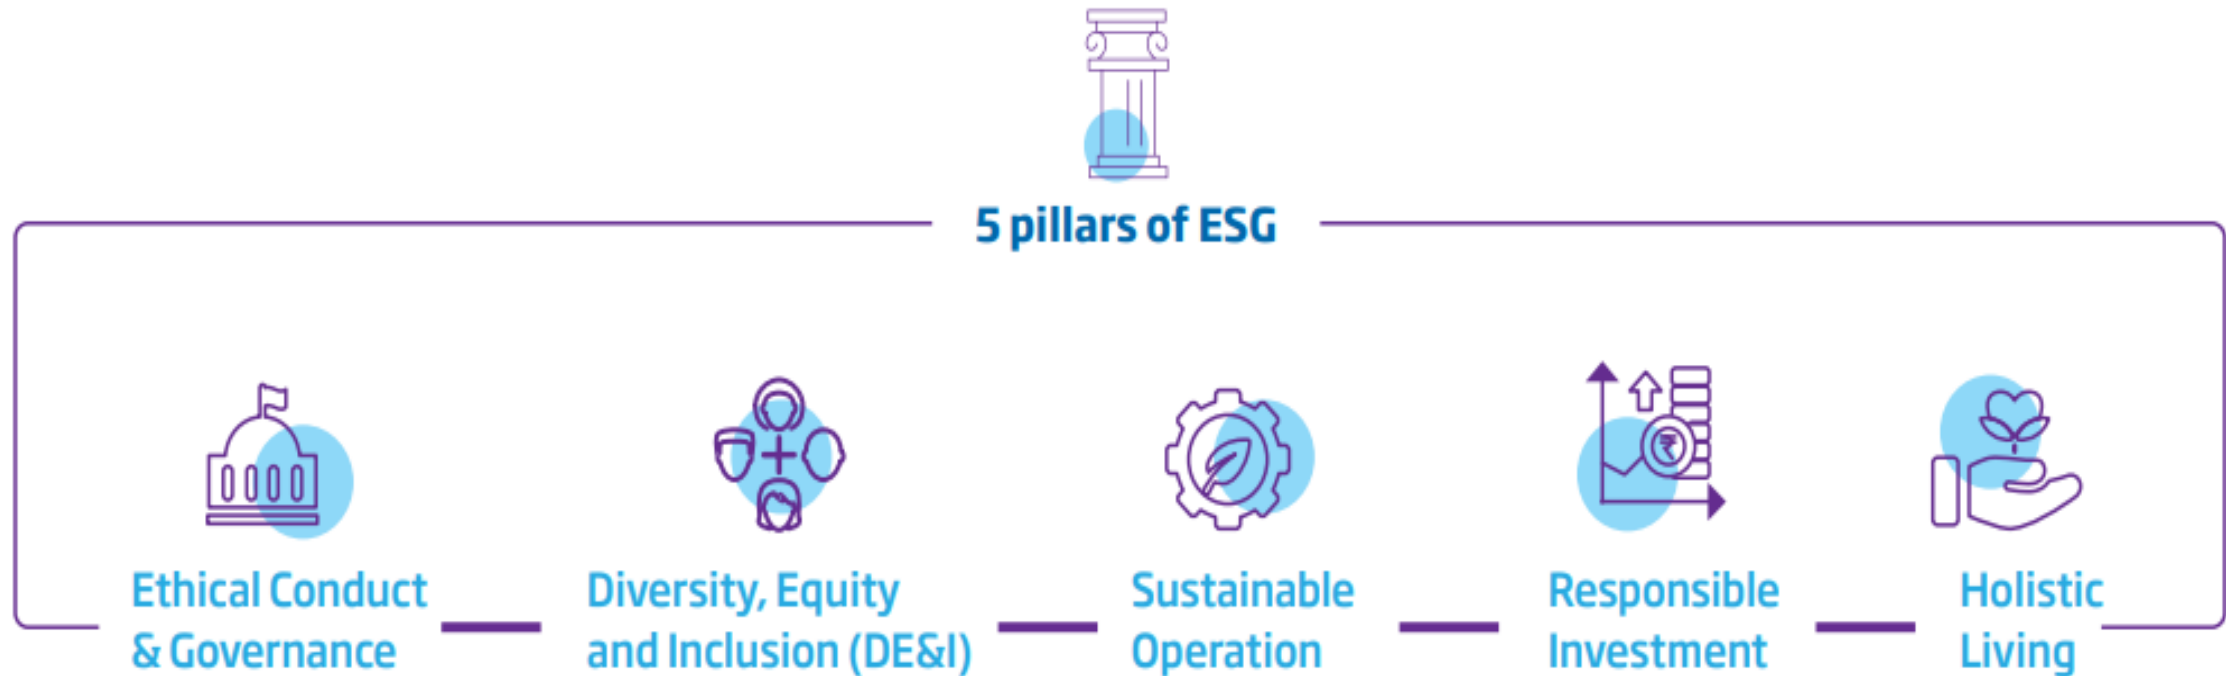 5 pillars of ESG
₹
Ethical Conduct
& Governance
Diversity, Equity
and Inclusion (DE&I)
Sustainable
Operation
Responsible
Investment
Holistic
Living